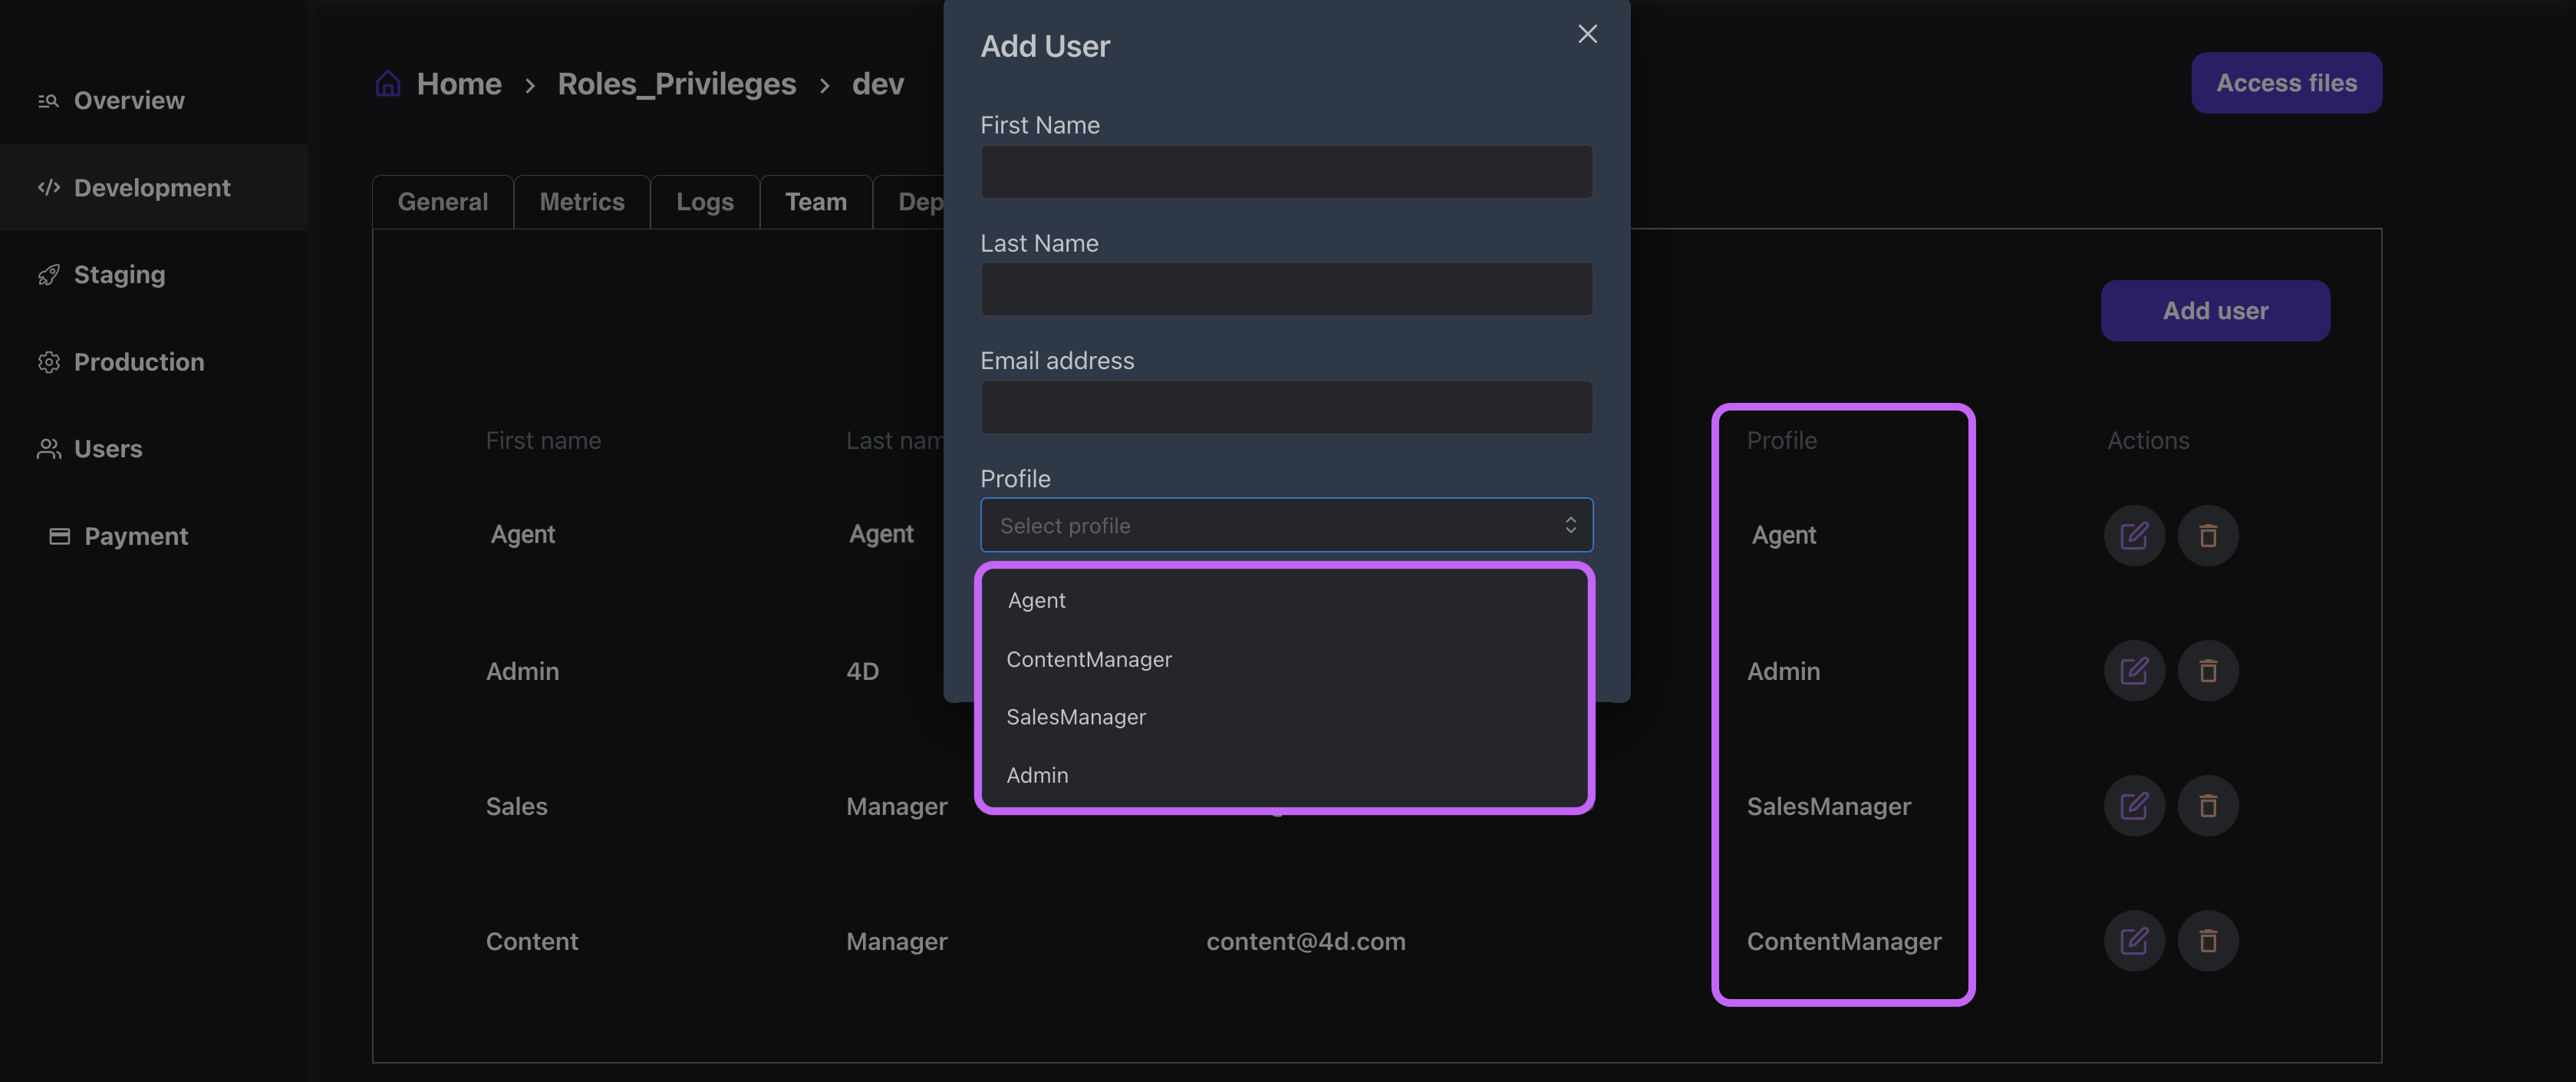 Overview
Development
Staging
Production
Users
Payment
Home › Roles_Privileges › dev
Access files
General
Metrics
Logs
Team
Dep
Add user
First name
Last nam
Profile
Actions
Agent
Agent
Agent
Admin
4D
Admin
Sales
Manager
SalesManager
Content
Manager
content@4d.com
ContentManager
Add User
First Name
Last Name
Email address
Profile
Select profile
Agent
ContentManager
SalesManager
Admin